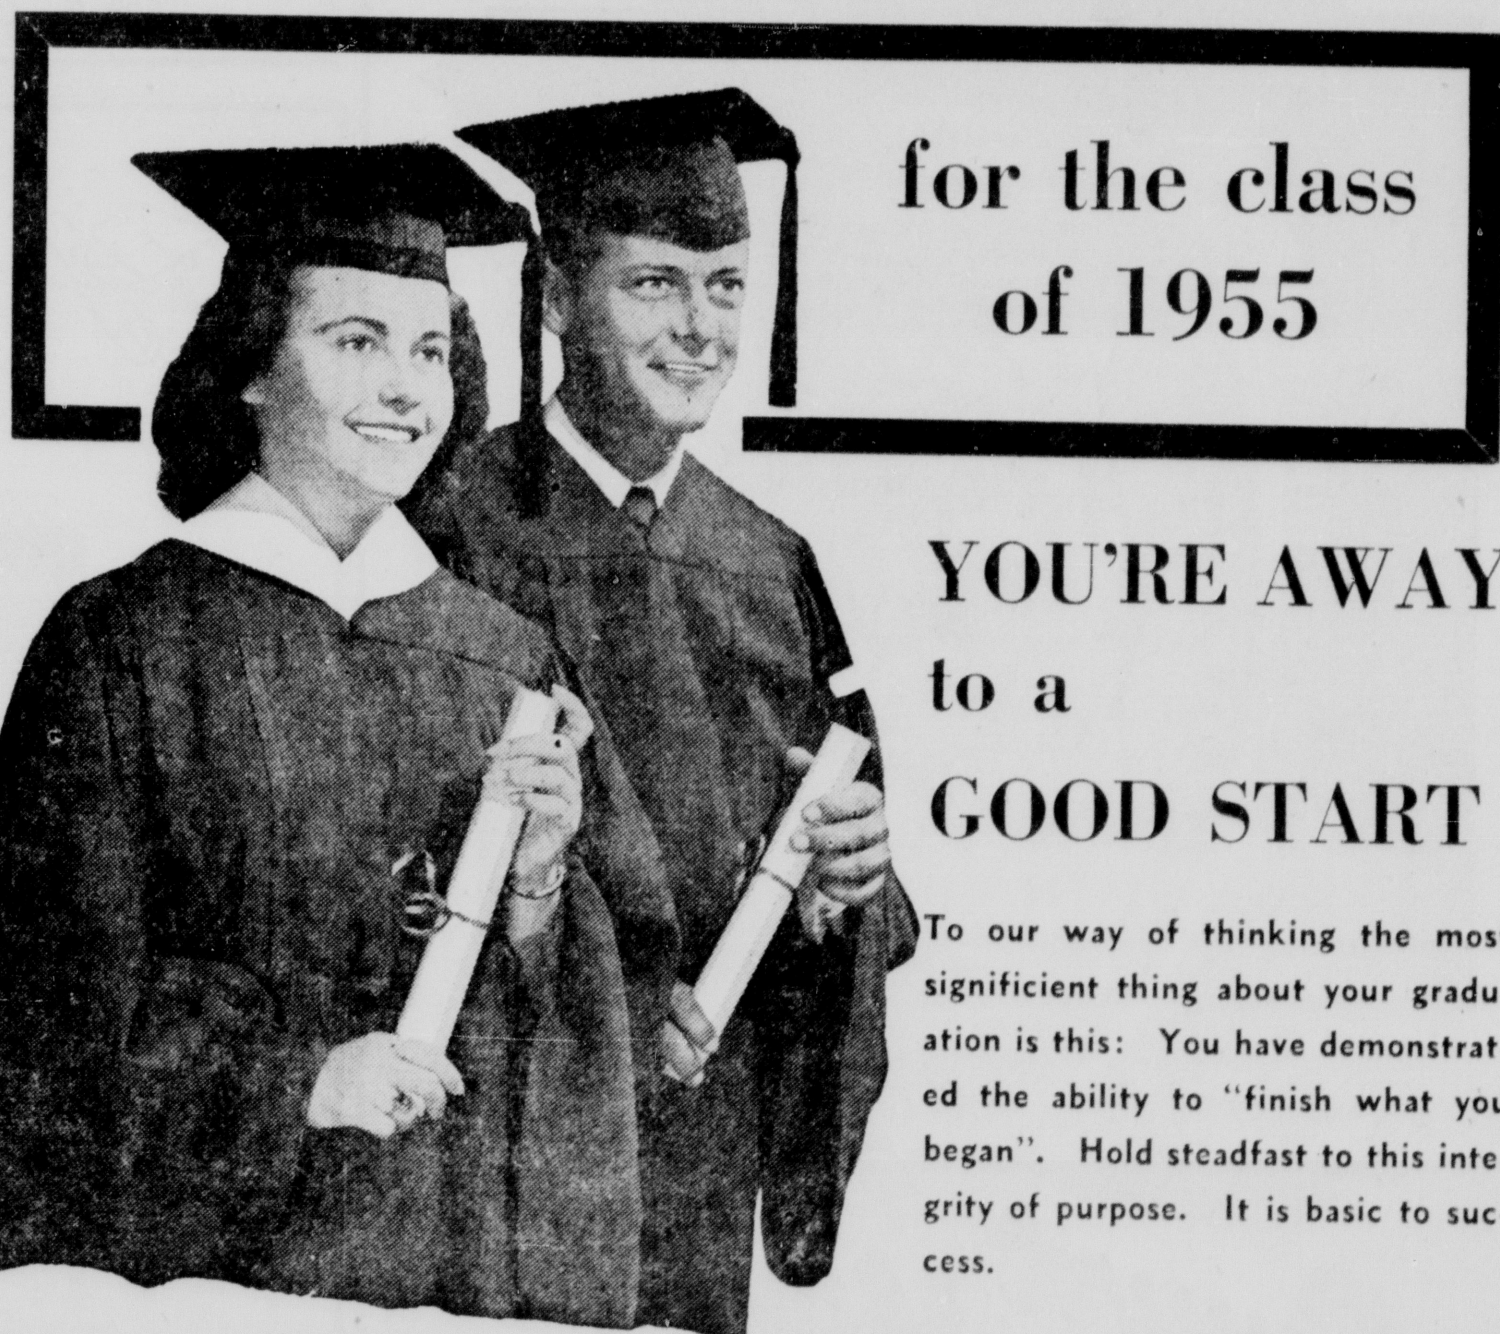 for the class
of 1955
YOU'RE AWAY
to a
GOOD START
To our way of thinking the mos
significient thing about your gradu
ation is this: You have demonstrat
ed the ability to “finish what you
began”. Hold steadfast to this inte
grity of purpose. It is basic to suc
cess.